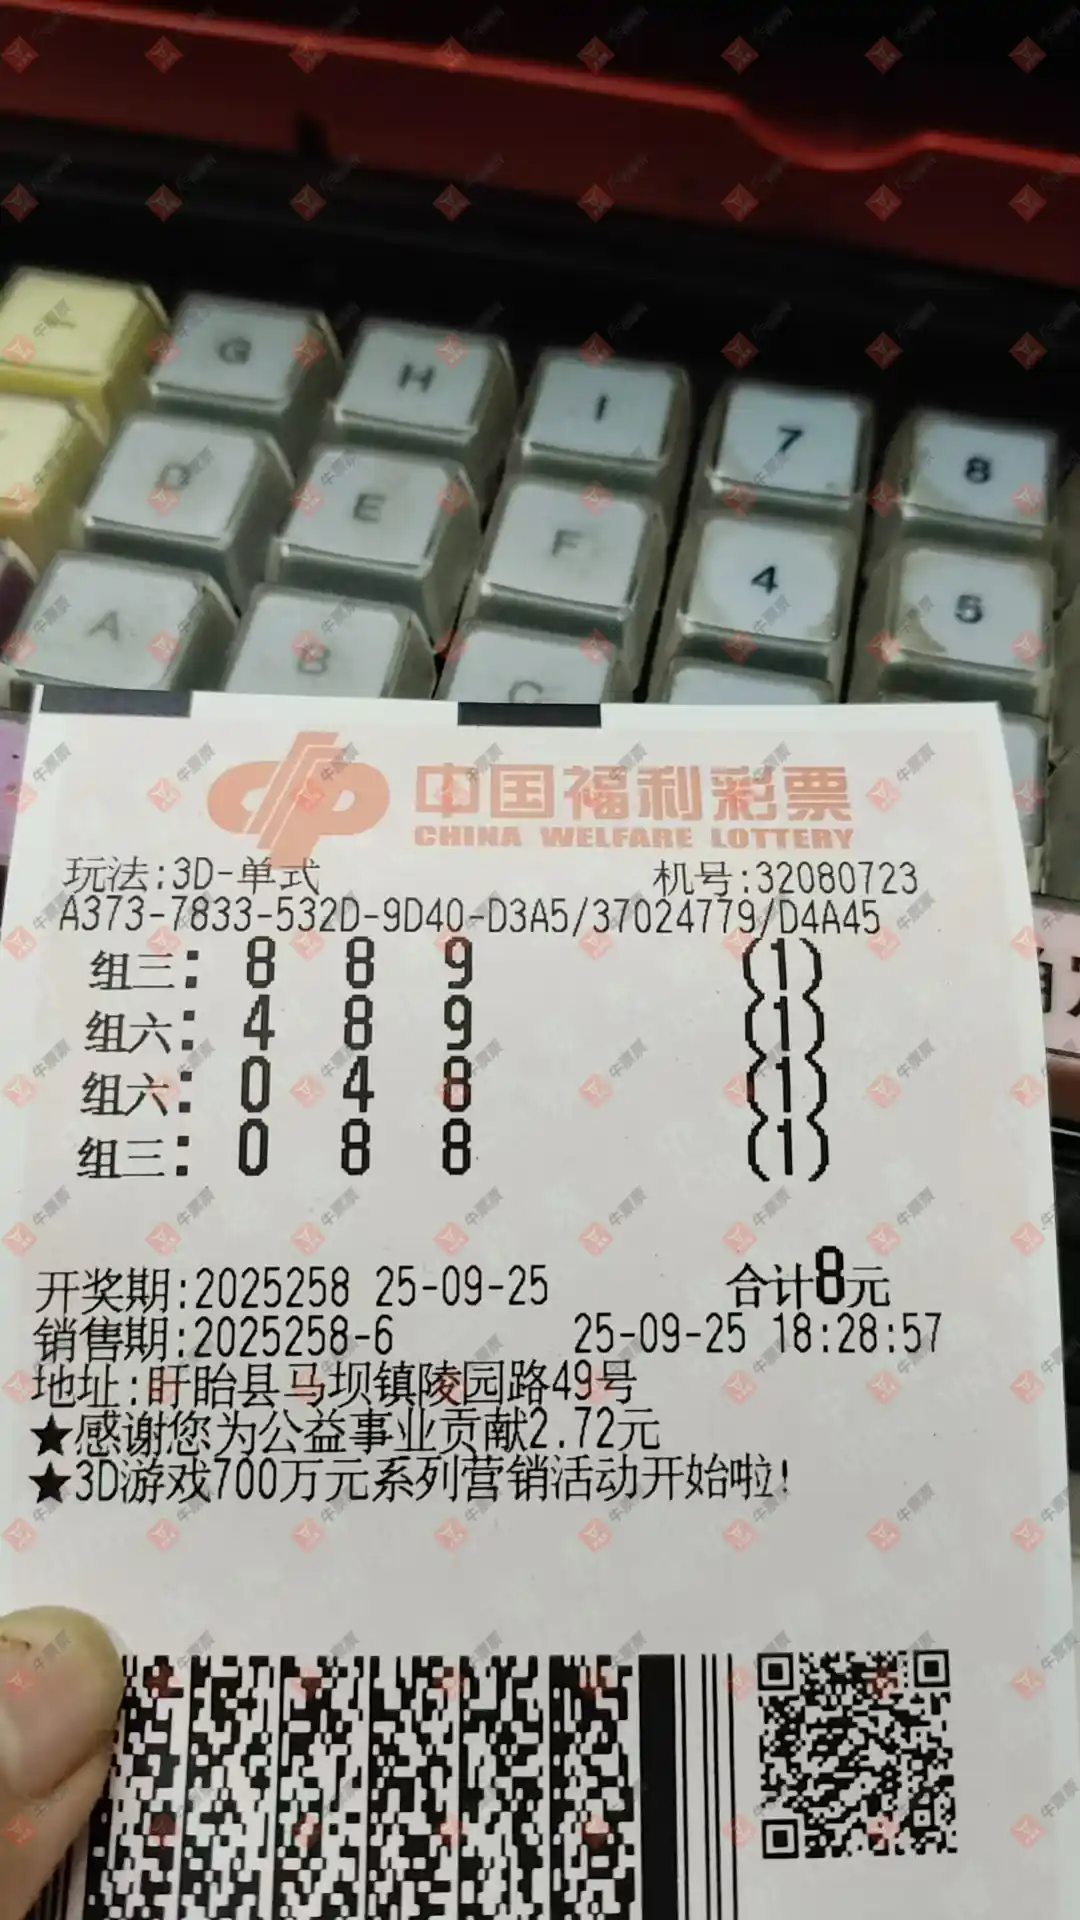 G H I 7 8
D E F 4 5
A B C
中国福利彩票
CHINA WELFARE LOTTERY
玩法:3D-单式 机号:32080723
A373-7833-532D-9D40-D3A5/37024779/D4A45
组三: 8 8 9 (1)
组六: 4 8 9 (1)
组六: 0 4 8 (1)
组三: 0 8 8 (1)
开奖期:2025258 25-09-25 合计8元
销售期:2025258-6 25-09-25 18:28:57
地址:盱眙县马坝镇陵园路49号
★感谢您为公益事业贡献2.72元
★3D游戏700万元系列营销活动开始啦!
牛票票